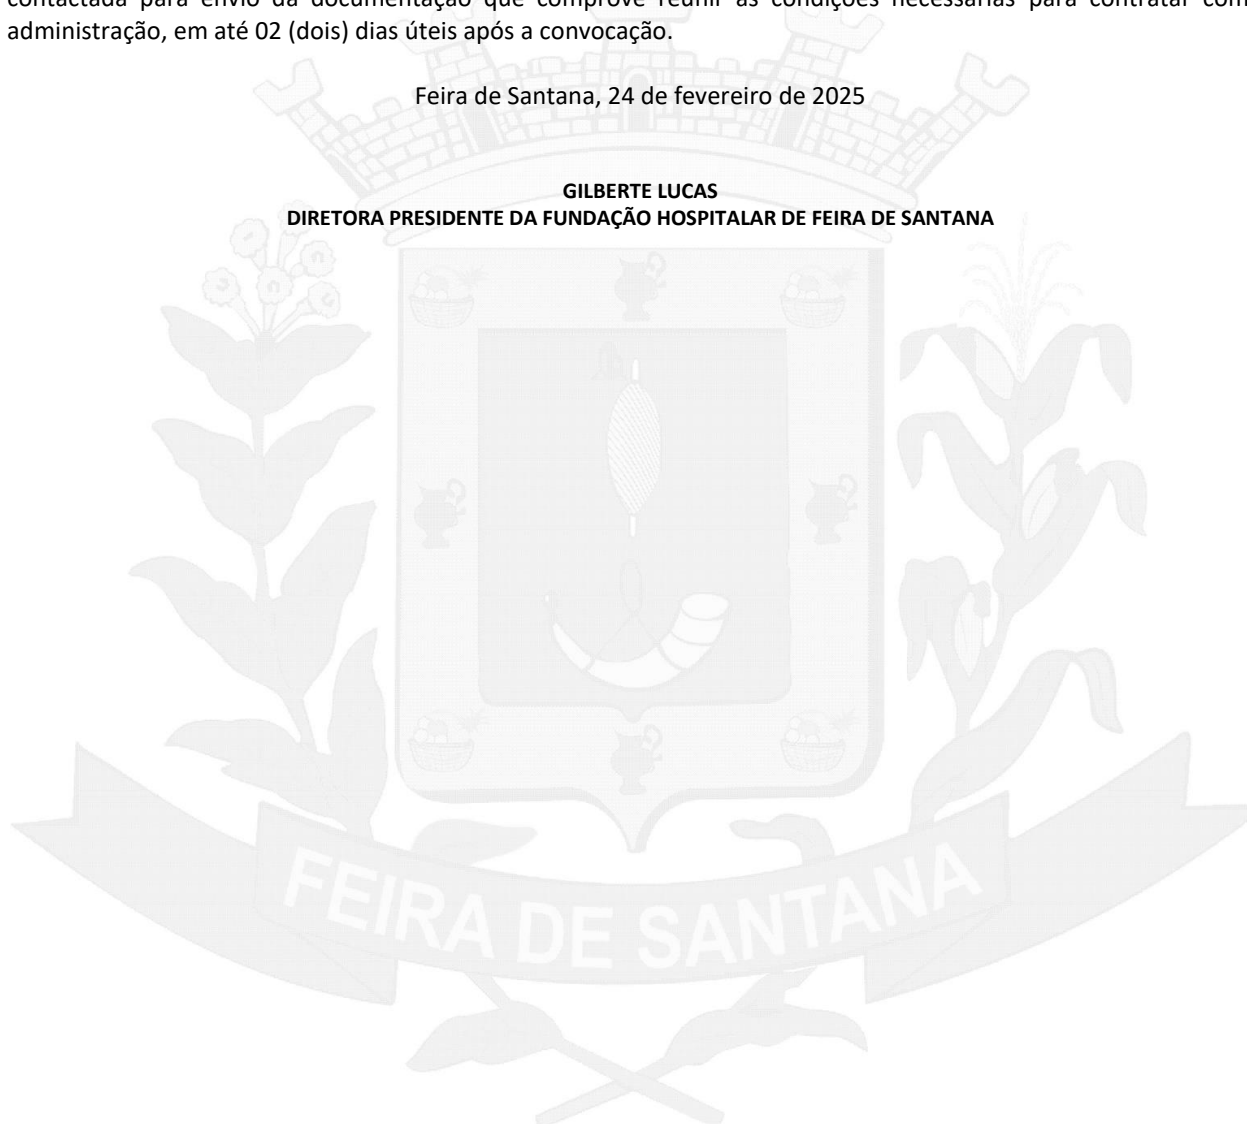 contactada para envio da documentação que comprove reunir as condições necessárias para contratar com
administração, em até 02 (dois) dias úteis após a convocação.
Feira de Santana, 24 de fevereiro de 2025
GILBERTE LUCAS
DIRETORA PRESIDENTE DA FUNDAÇÃO HOSPITALAR DE FEIRA DE SANTANA
FEIRA DE SANTANA